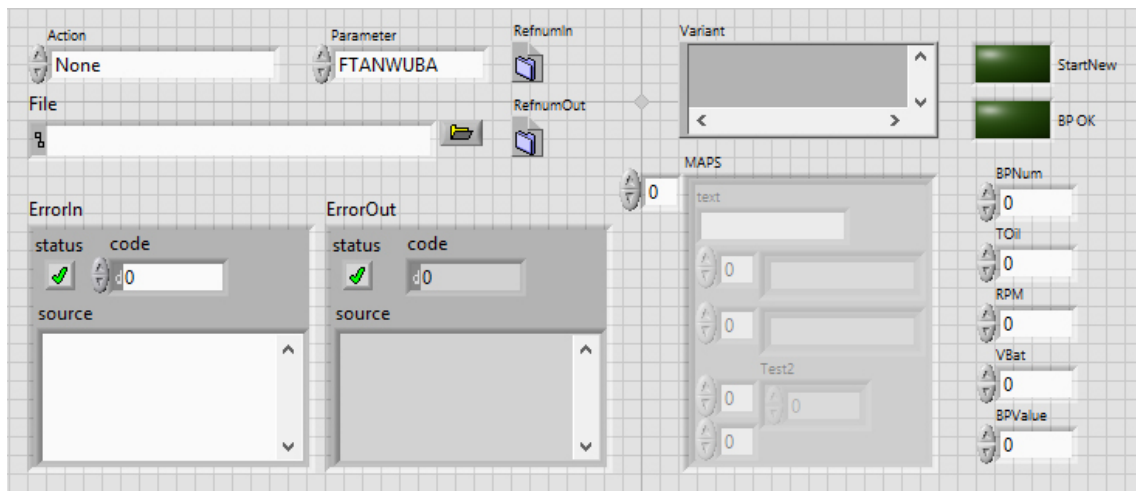 Action
None
Parameter
FTANWUBA
RefnumIn
File
RefnumOut
Variant
StartNew
BP OK
ErrorIn
status
code
d 0
source
ErrorOut
status
code
d 0
source
MAPS
0
text
0
0
Test2
0
0
0
BPNum
0
TOil
0
RPM
0
VBat
0
BPValue
0